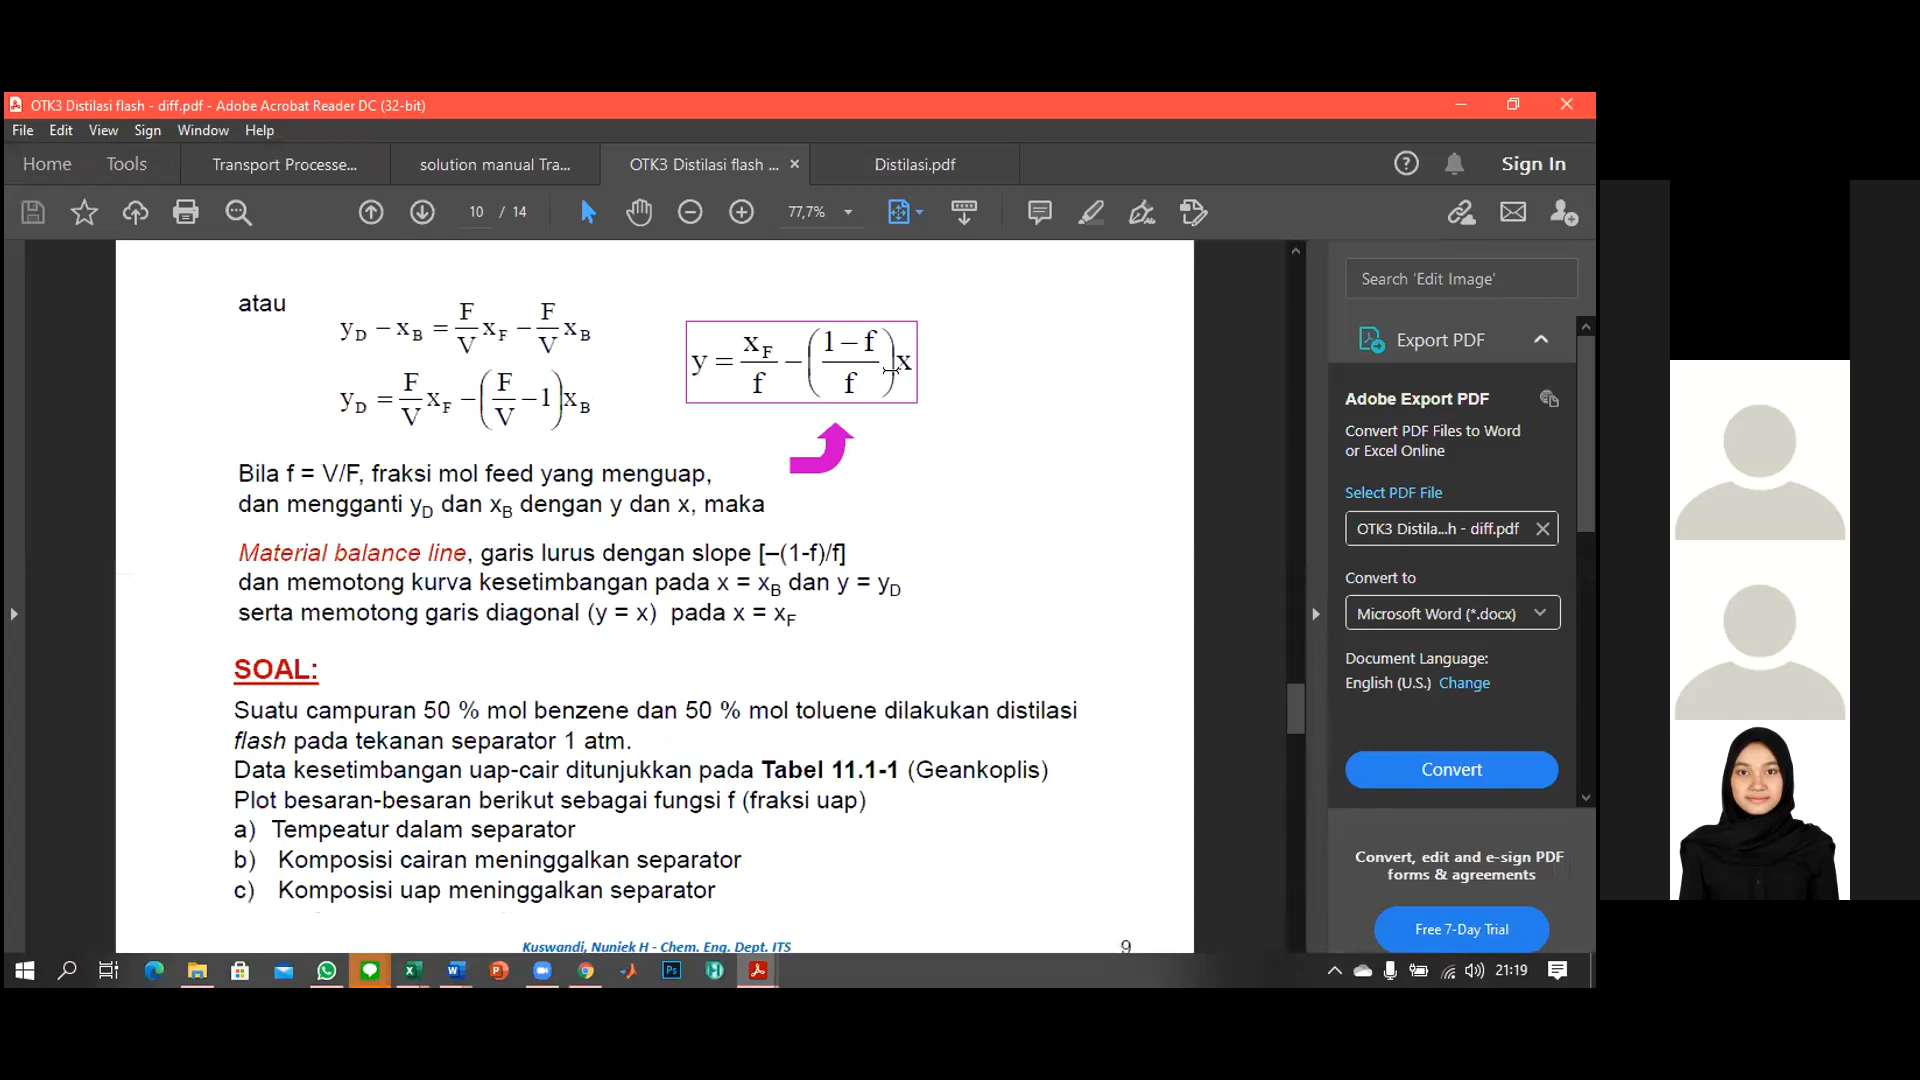 OTK3 Distilasi flash - diff.pdf - Adobe Acrobat Reader DC (32-bit)
File Edit View Sign Window Help
Home Tools Transport Processe... solution manual Tra... OTK3 Distilasi flash ... × Distilasi.pdf Sign In
10 / 14 77,7%
atau
y_D − x_B = F/V x_F − F/V x_B
y_D = F/V x_F − (F/V − 1) x_B
y = x_F/f − ((1 − f)/f) x
Bila f = V/F, fraksi mol feed yang menguap,
dan mengganti y_D dan x_B dengan y dan x, maka
Material balance line, garis lurus dengan slope [–(1-f)/f]
dan memotong kurva kesetimbangan pada x = x_B dan y = y_D
serta memotong garis diagonal (y = x) pada x = x_F
SOAL:
Suatu campuran 50 % mol benzene dan 50 % mol toluene dilakukan distilasi
flash pada tekanan separator 1 atm.
Data kesetimbangan uap-cair ditunjukkan pada Tabel 11.1-1 (Geankoplis)
Plot besaran-besaran berikut sebagai fungsi f (fraksi uap)
a) Tempeatur dalam separator
b) Komposisi cairan meninggalkan separator
c) Komposisi uap meninggalkan separator
Kuswandi, Nuniek H - Chem. Eng. Dept. ITS
9
Search 'Edit Image'
Export PDF
Adobe Export PDF
Convert PDF Files to Word
or Excel Online
Select PDF File
OTK3 Distila...h - diff.pdf
Convert to
Microsoft Word (*.docx)
Document Language:
English (U.S.) Change
Convert
Convert, edit and e-sign PDF
forms & agreements
Free 7-Day Trial
21:19